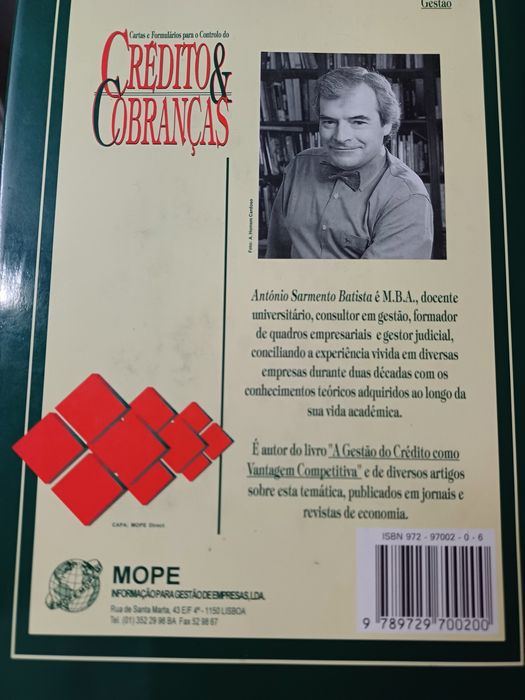 Gestão
Cartas e Formulários para o Controlo do
CRÉDITO &
COBRANÇAS
Foto: A. Homem Cardoso
António Sarmento Batista é M.B.A., docente
universitário, consultor em gestão, formador
de quadros empresariais e gestor judicial,
conciliando a experiência vivida em diversas
empresas durante duas décadas com os
conhecimentos teóricos adquiridos ao longo da
sua vida académica.
É autor do livro "A Gestão do Crédito como
Vantagem Competitiva" e de diversos artigos
sobre esta temática, publicados em jornais e
revistas de economia.
CAPA: MOPE Direct
ISBN 972 - 97002 - 0 - 6
MOPE
INFORMAÇÃO PARA GESTÃO DE EMPRESAS, LDA.
Rua de Santa Marta, 43 E/F 4º - 1150 LISBOA
Tel. (01) 352 29 98 BA Fax 52 98 67
9 789729 700200